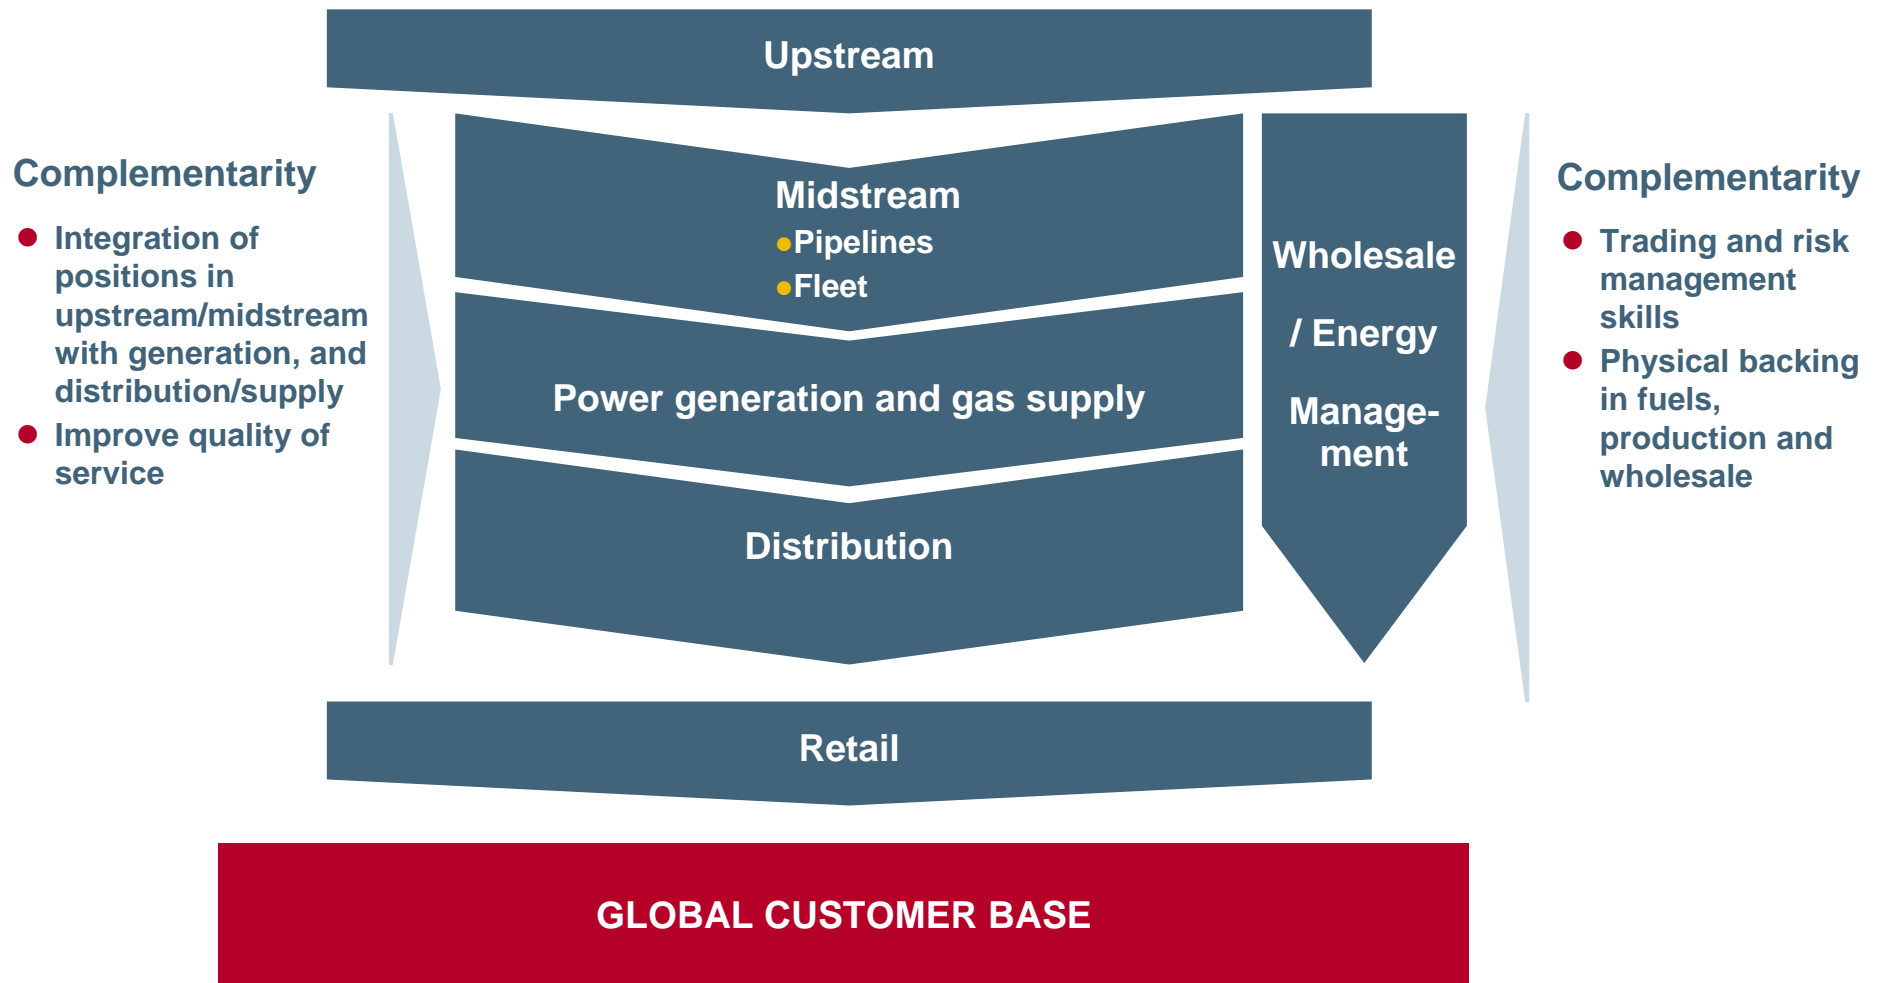 Upstream
Complementarity
Integration of
positions in
upstream/midstream
with generation, and
distribution/supply
Improve quality of
service
Midstream
Pipelines
Fleet
Power generation and gas supply
Distribution
Wholesale
/ Energy
Manage-
ment
Complementarity
Trading and risk
management
skills
Physical backing
in fuels,
production and
wholesale
Retail
GLOBAL CUSTOMER BASE